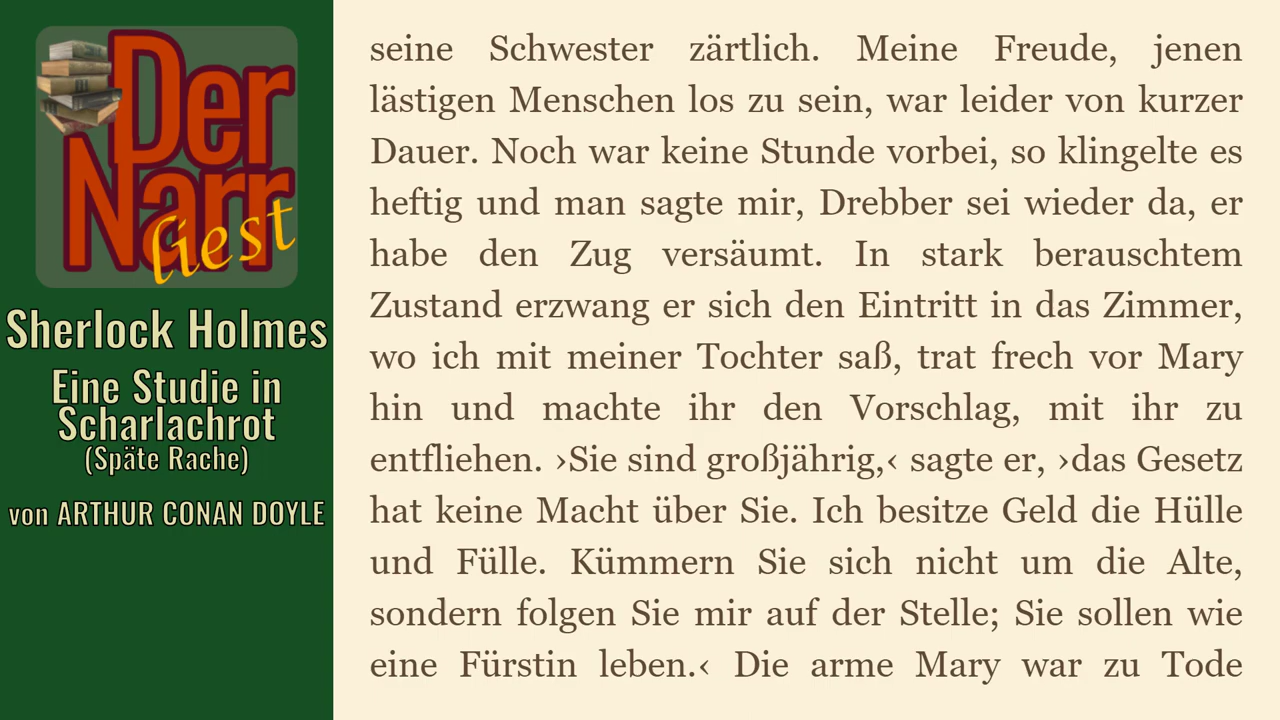 Der
Narr
liest
Sherlock Holmes
Eine Studie in
Scharlachrot
(Späte Rache)
von ARTHUR CONAN DOYLE
seine Schwester zärtlich. Meine Freude, jenen
lästigen Menschen los zu sein, war leider von kurzer
Dauer. Noch war keine Stunde vorbei, so klingelte es
heftig und man sagte mir, Drebber sei wieder da, er
habe den Zug versäumt. In stark berauschtem
Zustand erzwang er sich den Eintritt in das Zimmer,
wo ich mit meiner Tochter saß, trat frech vor Mary
hin und machte ihr den Vorschlag, mit ihr zu
entfliehen. ›Sie sind großjährig,‹ sagte er, ›das Gesetz
hat keine Macht über Sie. Ich besitze Geld die Hülle
und Fülle. Kümmern Sie sich nicht um die Alte,
sondern folgen Sie mir auf der Stelle; Sie sollen wie
eine Fürstin leben.‹ Die arme Mary war zu Tode